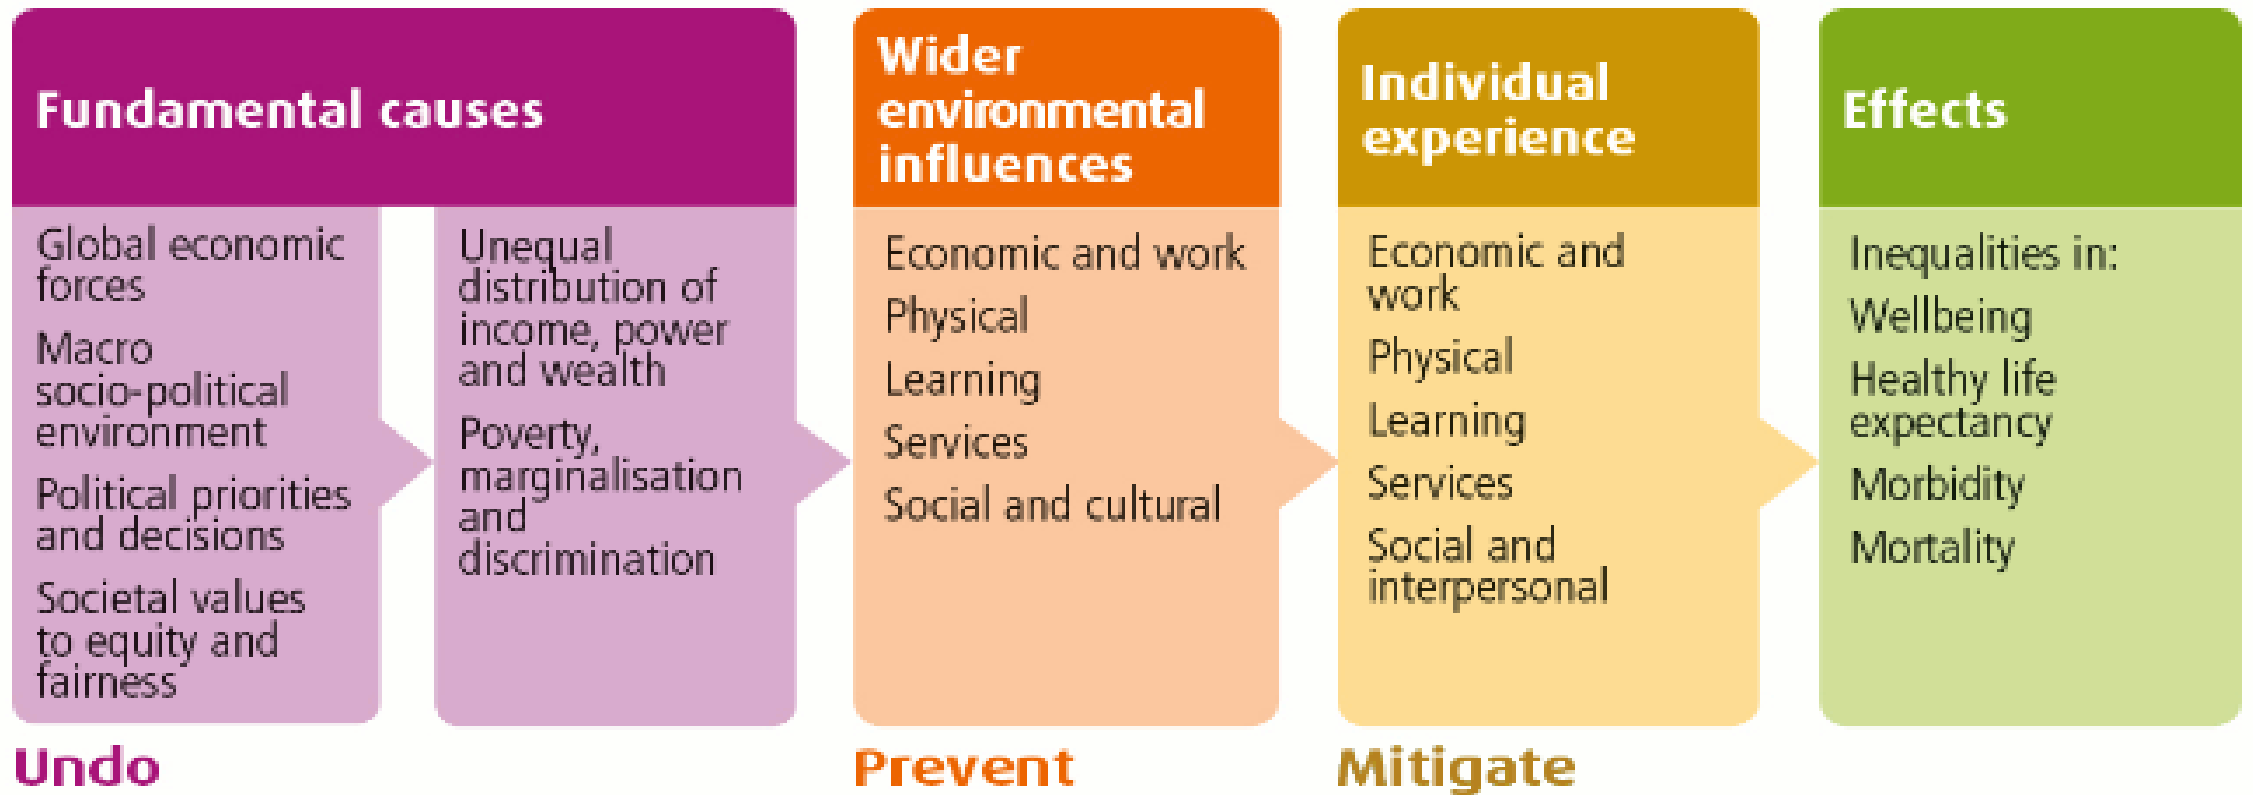 Fundamental causes
Global economic
forces
Macro
socio-political
environment
Political priorities
and decisions
Societal values
to equity and
fairness
Unequal
distribution of
income, power
and wealth
Poverty,
marginalisation
and
discrimination
Undo
Wider
environmental
influences
Economic and work
Physical
Learning
Services
Social and cultural
Prevent
Individual
experience
Economic and
work
Physical
Learning
Services
Social and
interpersonal
Mitigate
Effects
Inequalities in:
Wellbeing
Healthy life
expectancy
Morbidity
Mortality